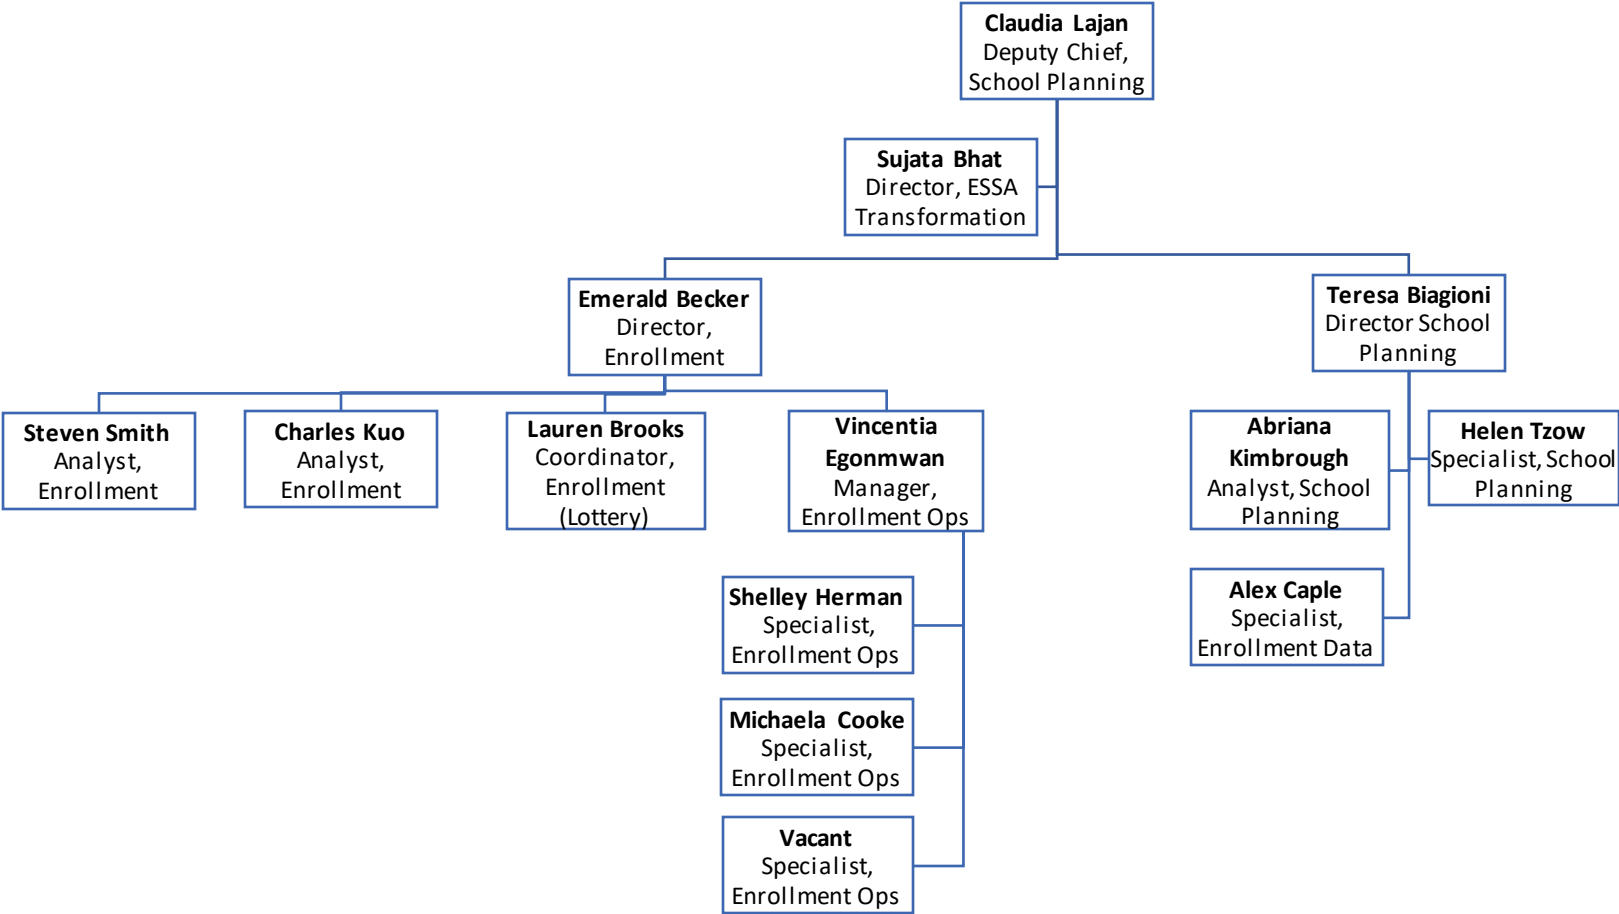 Claudia Lajan
Deputy Chief,
School Planning
Sujata Bhat
Director, ESSA
Transformation
Emerald Becker
Director,
Enrollment
Teresa Biagioni
Director School
Planning
Steven Smith
Analyst,
Enrollment
Charles Kuo
Analyst,
Enrollment
Lauren Brooks
Coordinator,
Enrollment
(Lottery)
Vincentia
Egonmwan
Manager,
Enrollment Ops
Abriana
Kimbrough
Analyst, School
Planning
Helen Tzow
Specialist, School
Planning
Shelley Herman
Specialist,
Enrollment Ops
Alex Caple
Specialist,
Enrollment Data
Michaela Cooke
Specialist,
Enrollment Ops
Vacant
Specialist,
Enrollment Ops